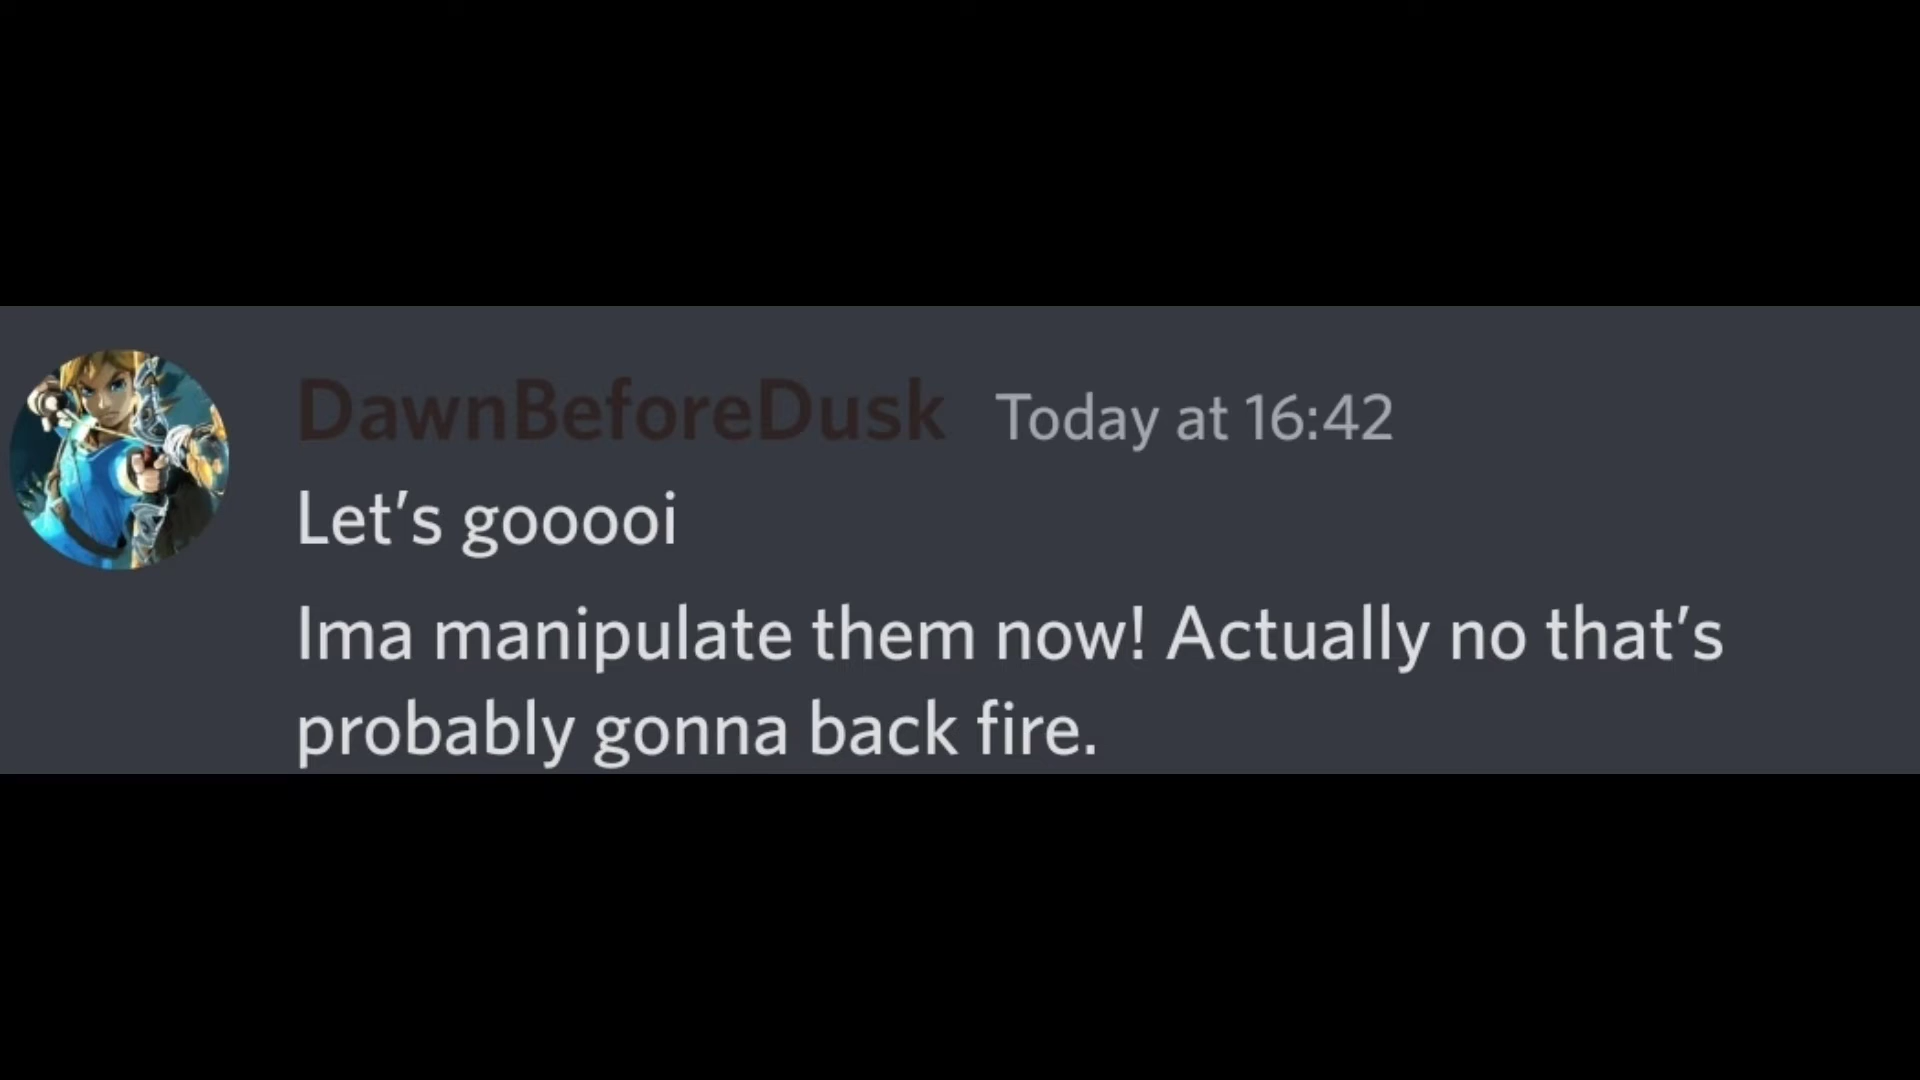 DawnBeforeDusk Today at 16:42
Let’s gooooi
Ima manipulate them now! Actually no that’s
probably gonna back fire.